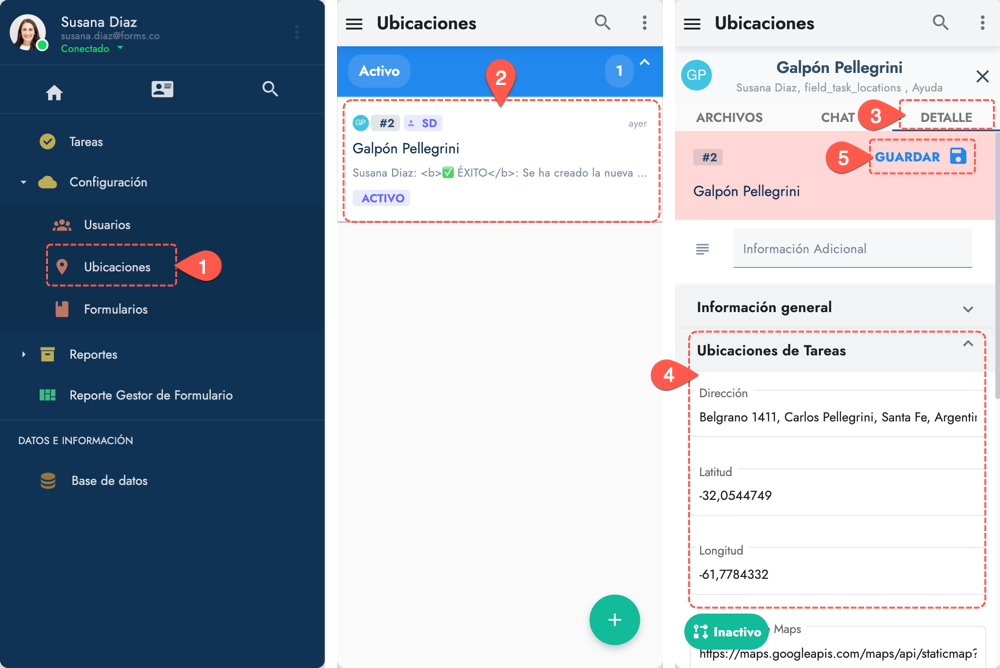 Susana Diaz
susana.diaz@forms.co
Conectado
Tareas
Configuración
Usuarios
Ubicaciones
1
Formularios
Reportes
Reporte Gestor de Formulario
DATOS E INFORMACIÓN
Base de datos
Ubicaciones
Activo
1
2
GP #2 SD
ayer
Galpón Pellegrini
Susana Diaz: <b>✅ ÉXITO</b>: Se ha creado la nueva ...
ACTIVO
+
Ubicaciones
GP
Galpón Pellegrini
Susana Diaz, field_task_locations , Ayuda
ARCHIVOS CHAT 3 DETALLE
#2
5
GUARDAR
Galpón Pellegrini
Información Adicional
Información general
Ubicaciones de Tareas
4
Dirección
Belgrano 1411, Carlos Pellegrini, Santa Fe, Argentin
Latitud
-32,0544749
Longitud
-61,7784332
Inactivo
Maps
https://maps.googleapis.com/maps/api/staticmap?